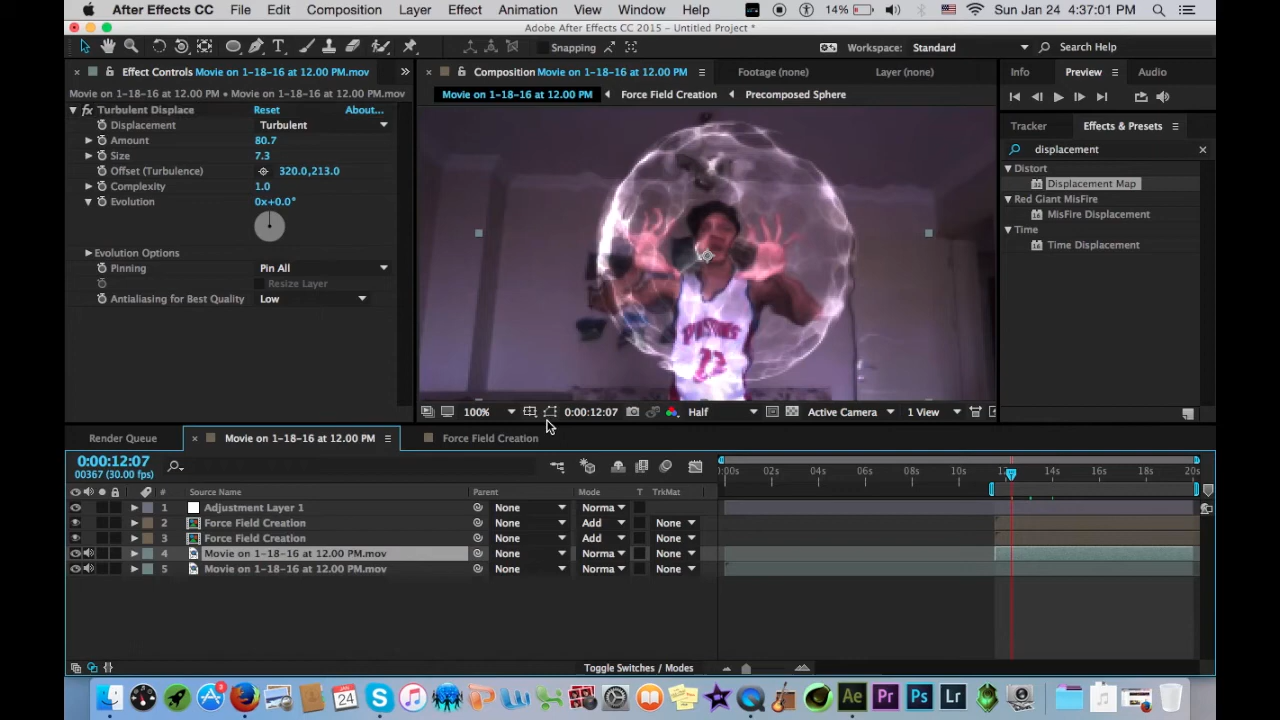 After Effects CC File Edit Composition Layer Effect Animation View Window Help 14% Sun Jan 24 4:37:01 PM
Adobe After Effects CC 2015 - Untitled Project *
Snapping Workspace: Standard Search Help
Effect Controls Movie on 1-18-16 at 12.00 PM.mov
Movie on 1-18-16 at 12.00 PM • Movie on 1-18-16 at 12.00 PM.mov
fx Turbulent Displace Reset About...
Displacement Turbulent
Amount 80.7
Size 7.3
Offset (Turbulence) 320.0,213.0
Complexity 1.0
Evolution 0x+0.0°
Evolution Options
Pinning Pin All
Resize Layer
Antialiasing for Best Quality Low
Composition Movie on 1-18-16 at 12.00 PM Footage (none) Layer (none)
Movie on 1-18-16 at 12.00 PM Force Field Creation Precomposed Sphere
PISTONS
100% 0:00:12:07 Half Active Camera 1 View
Info Preview Audio
Tracker Effects & Presets
displacement
Distort
Displacement Map
Red Giant MisFire
MisFire Displacement
Time
Time Displacement
Render Queue Movie on 1-18-16 at 12.00 PM Force Field Creation
0:00:12:07
00367 (30.00 fps)
:00s 02s 04s 06s 08s 10s 12s 14s 16s 18s 20s
# Source Name Parent Mode T TrkMat
1 Adjustment Layer 1 None Norma
2 Force Field Creation None Add None
3 Force Field Creation None Add None
4 Movie on 1-18-16 at 12.00 PM.mov None Norma None
5 Movie on 1-18-16 at 12.00 PM.mov None Norma None
Toggle Switches / Modes
3 JAN 24 S Ae Pr Ps Lr